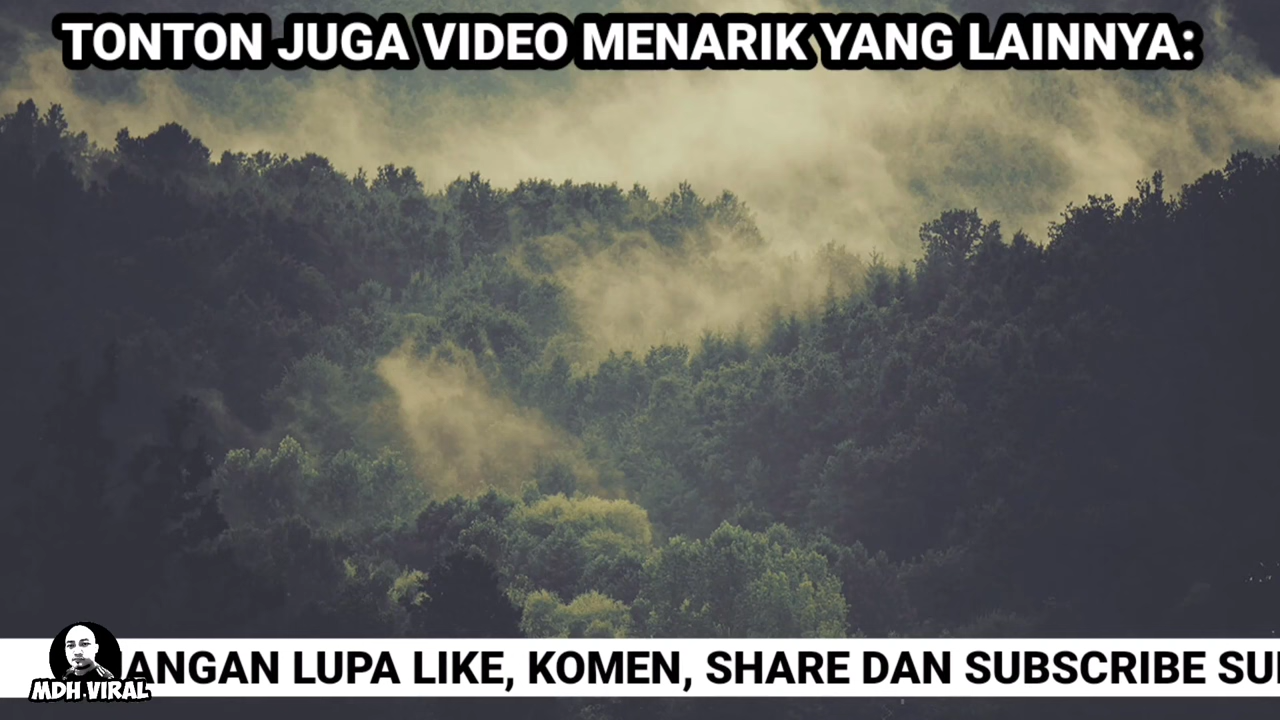 TONTON JUGA VIDEO MENARIK YANG LAINNYA:
ANGAN LUPA LIKE, KOMEN, SHARE DAN SUBSCRIBE
MDH.VIRAL